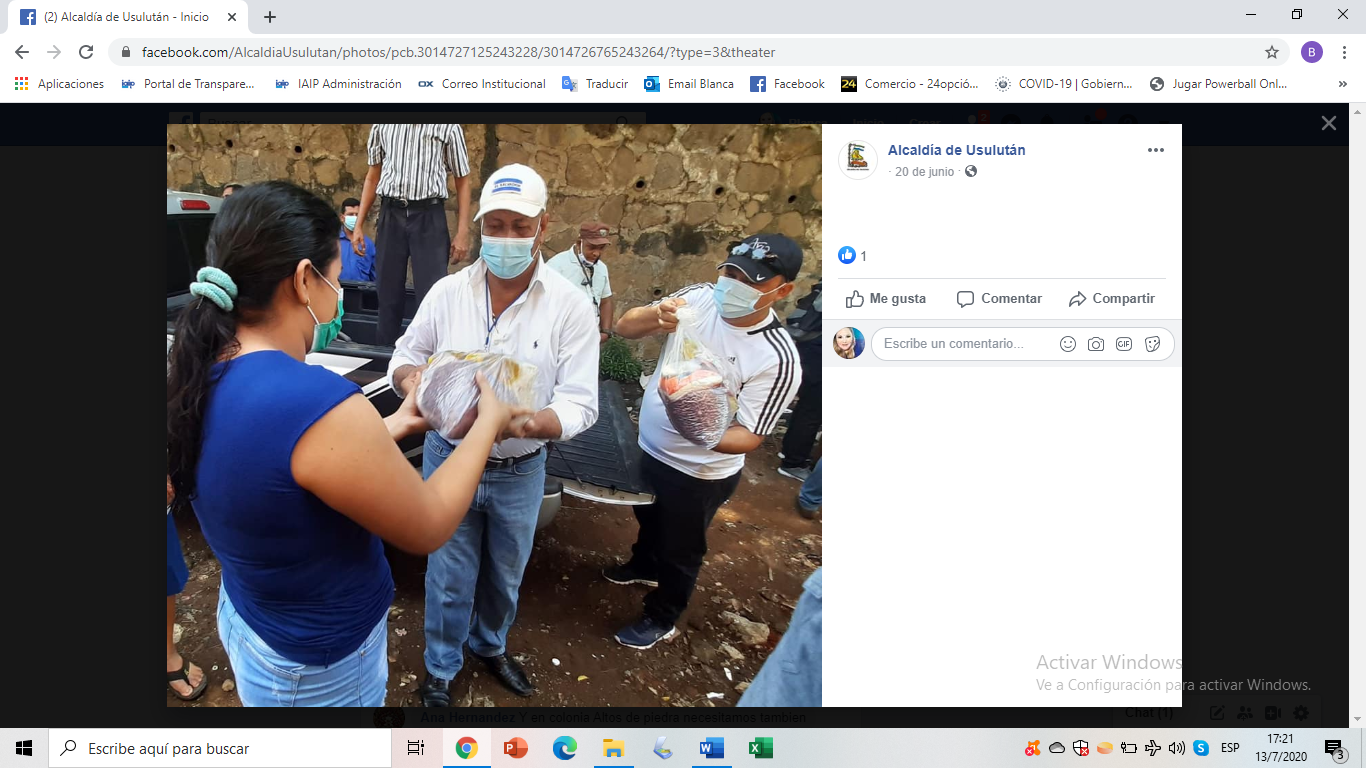 (2) Alcaldía de Usulután - Inicio
facebook.com/AlcaldiaUsulutan/photos/pcb.3014727125243228/3014726765243264/?type=3&theater
B
Aplicaciones
Portal de Transpare...
IAIP Administración
Correo Institucional
Traducir
Email Blanca
Facebook
24
Comercio - 24opció...
COVID-19 | Gobiern...
Jugar Powerball Onl...
»
Alcaldía de Usulután
· 20 de junio ·
EL SALVADOR
1
Me gusta
Comentar
Compartir
Escribe un comentario...
GIF
Activar Windows
Ve a Configuración para activar Windows.
Chat (1)
Ana Hernandez Y en colonia Altos de piedra necesitamos tambien
Escribe aquí para buscar
ESP
17:21
13/7/2020
3